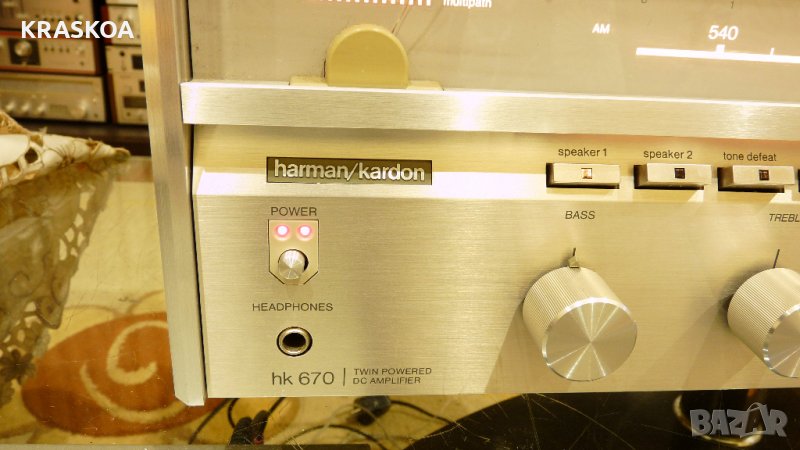 KRASKOA
multipath
AM 540
harman/kardon
speaker 1 speaker 2 tone defeat
POWER
BASS TREBL
HEADPHONES
hk 670 TWIN POWERED
DC AMPLIFIER
BAZAR